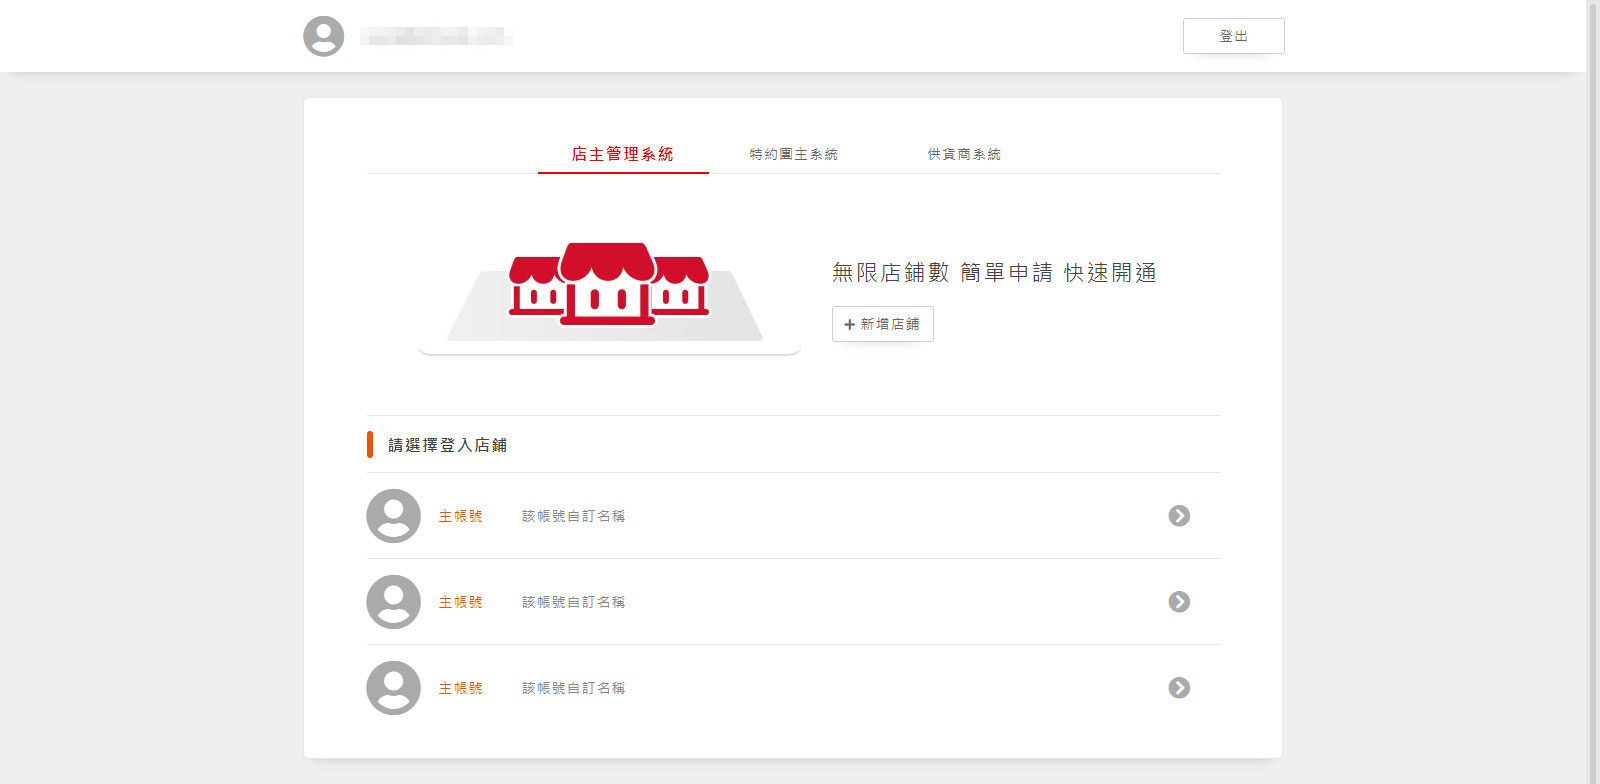 登出
店主管理系統 特約團主系統 供貨商系統
無限店鋪數 簡單申請 快速開通
新增店鋪
請選擇登入店鋪
主帳號 該帳號自訂名稱
主帳號 該帳號自訂名稱
主帳號 該帳號自訂名稱